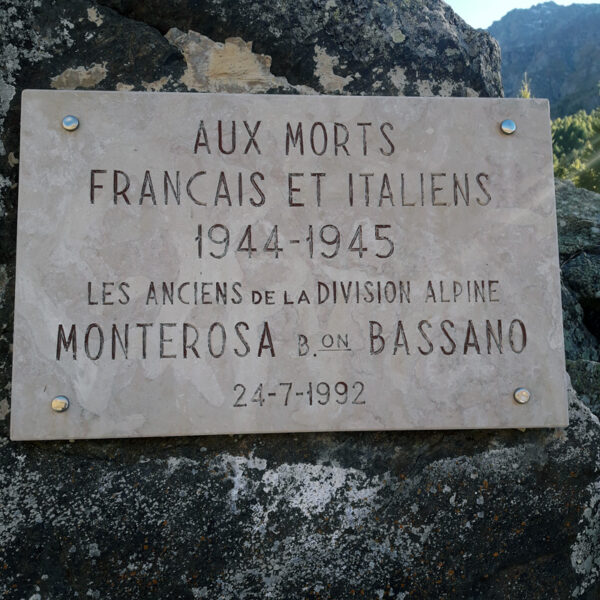 AUX MORTS
FRANCAIS ET ITALIENS
1944-1945
LES ANCIENS DE LA DIVISION ALPINE
MONTEROSA B.ON BASSANO
24-7-1992